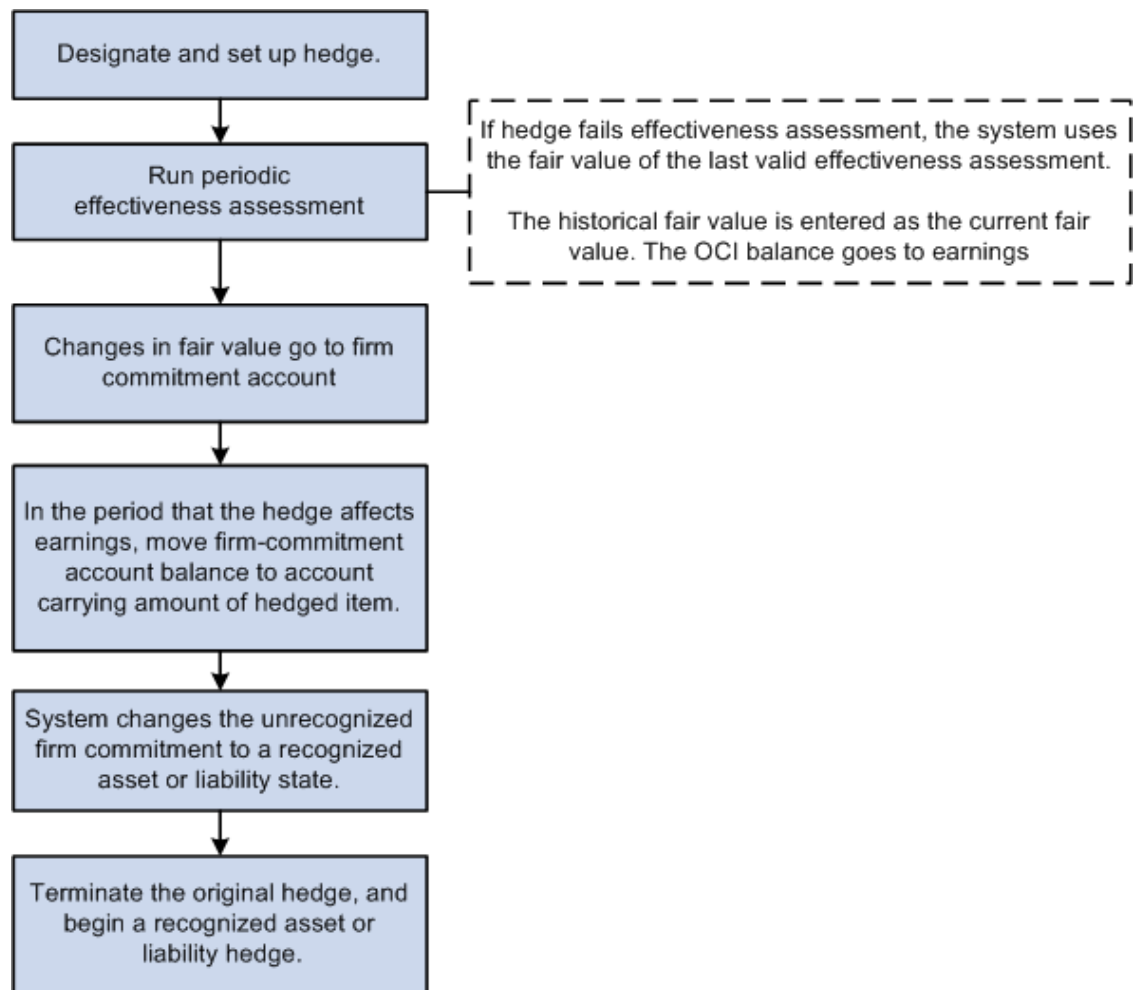 Designate and set up hedge.
Run periodic
effectiveness assessment
If hedge fails effectiveness assessment, the system uses
the fair value of the last valid effectiveness assessment.
The historical fair value is entered as the current fair
value. The OCI balance goes to earnings
Changes in fair value go to firm
commitment account
In the period that the hedge affects
earnings, move firm-commitment
account balance to account
carrying amount of hedged item.
System changes the unrecognized
firm commitment to a recognized
asset or liability state.
Terminate the original hedge, and
begin a recognized asset or
liability hedge.